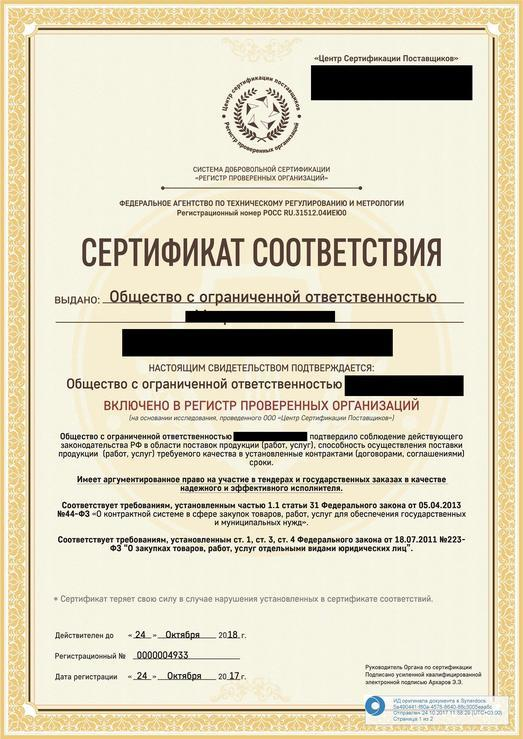 «Центр Сертификации Поставщиков»
Центр сертификации поставщиков
Регистр проверенных организаций
СИСТЕМА ДОБРОВОЛЬНОЙ СЕРТИФИКАЦИИ
«РЕГИСТР ПРОВЕРЕННЫХ ОРГАНИЗАЦИЙ»
ФЕДЕРАЛЬНОЕ АГЕНТСТВО ПО ТЕХНИЧЕСКОМУ РЕГУЛИРОВАНИЮ И МЕТРОЛОГИИ
Регистрационный номер РОСС RU.31512.04ИЕЮ0
СЕРТИФИКАТ СООТВЕТСТВИЯ
ВЫДАНО: Общество с ограниченной ответственностью
НАСТОЯЩИМ СВИДЕТЕЛЬСТВОМ ПОДТВЕРЖДАЕТСЯ:
Общество с ограниченной ответственностью
ВКЛЮЧЕНО В РЕГИСТР ПРОВЕРЕННЫХ ОРГАНИЗАЦИЙ
(на основании исследования, проведенного ООО «Центр Сертификации Поставщиков»)
Общество с ограниченной ответственностью подтвердило соблюдение действующего
законодательства РФ в области поставок продукции (работ, услуг), способность осуществления поставки
продукции (работ, услуг) требуемого качества в установленные контрактами (договорами, соглашениями)
сроки.
Имеет аргументированное право на участие в тендерах и государственных заказах в качестве
надежного и эффективного исполнителя.
Соответствует требованиям, установленным частью 1.1 статьи 31 Федерального закона от 05.04.2013
№44-ФЗ «О контрактной системе в сфере закупок товаров, работ, услуг для обеспечения государственных
и муниципальных нужд».
Соответствует требованиям, установленным ст. 1, ст. 3, ст. 4 Федерального закона от 18.07.2011 №223-
ФЗ "О закупках товаров, работ, услуг отдельными видами юридических лиц".
* Сертификат теряет свою силу в случае нарушения установленных в сертификате соответствий.
Действителен до « 24 » Октября 2018 г.
Регистрационный № 0000004933
Дата регистрации « 24 » Октября 2017 г.
Руководитель Органа по сертификации
Подписано усиленной квалифицированной
электронной подписью Архаров Э.Э.
ИД оригинала документа в Synerdocs
Отправлен 24.10.2017 11:58:29 (UTC+03:00)
Страница 1 из 2